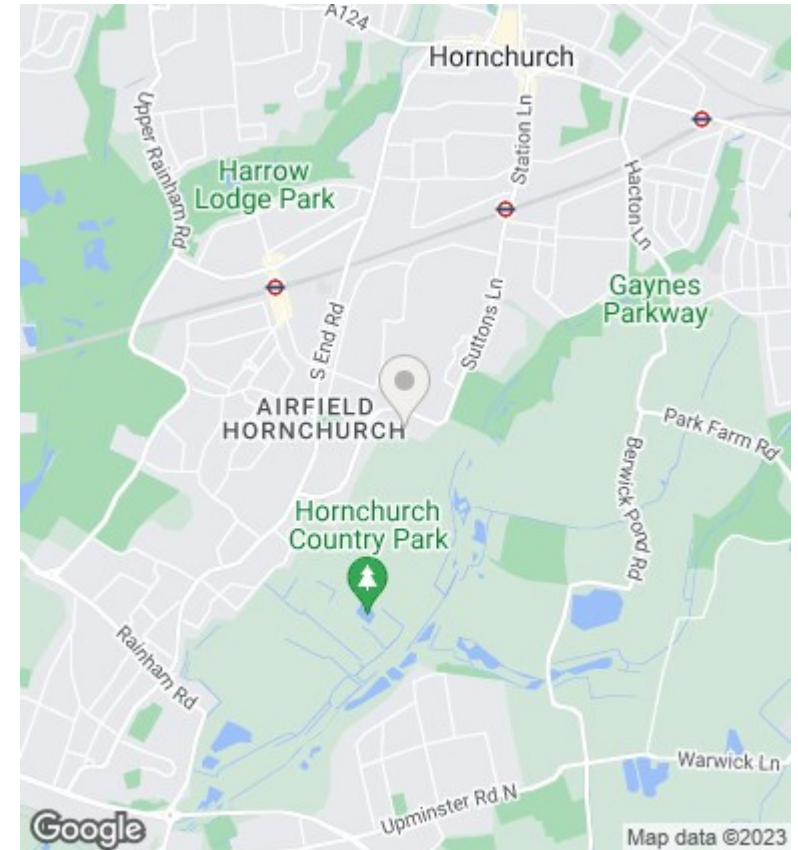 A124
Hornchurch
Upper Rainham Rd
Harrow
Lodge Park
Station Ln
Hacton Ln
Gaynes
Parkway
S End Rd
Suttons Ln
AIRFIELD
HORNCHURCH
Park Farm Rd
Berwick Pond Rd
Hornchurch
Country Park
Rainham Rd
Warwick Ln
Upminster Rd N
Google
Map data ©2023